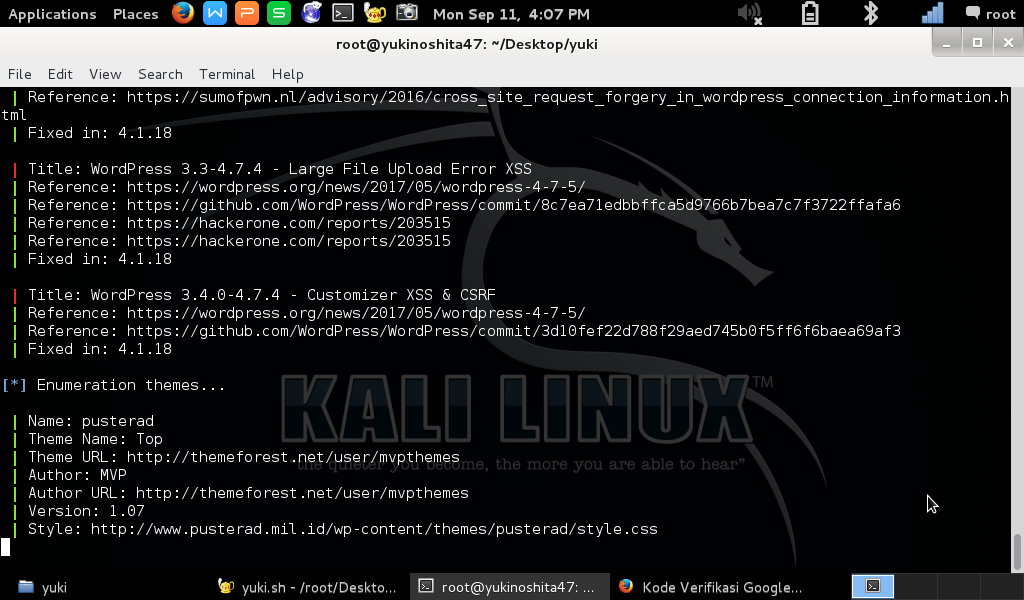 Applications Places Mon Sep 11, 4:07 PM root
root@yukinoshita47: ~/Desktop/yuki
File Edit View Search Terminal Help
| Reference: https://sumofpwn.nl/advisory/2016/cross_site_request_forgery_in_wordpress_connection_information.h
tml
| Fixed in: 4.1.18
| Title: WordPress 3.3-4.7.4 - Large File Upload Error XSS
| Reference: https://wordpress.org/news/2017/05/wordpress-4-7-5/
| Reference: https://github.com/WordPress/WordPress/commit/8c7ea71edbbffca5d9766b7bea7c7f3722ffafa6
| Reference: https://hackerone.com/reports/203515
| Reference: https://hackerone.com/reports/203515
| Fixed in: 4.1.18
| Title: WordPress 3.4.0-4.7.4 - Customizer XSS & CSRF
| Reference: https://wordpress.org/news/2017/05/wordpress-4-7-5/
| Reference: https://github.com/WordPress/WordPress/commit/3d10fef22d788f29aed745b0f5ff6f6baea69af3
| Fixed in: 4.1.18
[*] Enumeration themes...
| Name: pusterad
| Theme Name: Top
| Theme URL: http://themeforest.net/user/mvpthemes
| Author: MVP
| Author URL: http://themeforest.net/user/mvpthemes
| Version: 1.07
| Style: http://www.pusterad.mil.id/wp-content/themes/pusterad/style.css
KALI LINUX™
"the quieter you become, the more you are able to hear"
yuki yuki.sh - /root/Deskto... root@yukinoshita47: ... Kode Verifikasi Google...